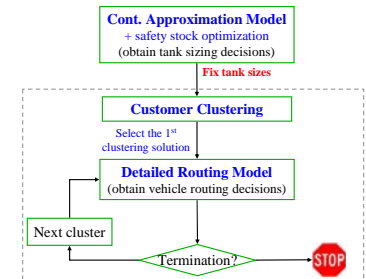 Cont. Approximation Model
+ safety stock optimization
(obtain tank sizing decisions)
Fix tank sizes
Customer Clustering
Select the 1st
clustering solution
Detailed Routing Model
(obtain vehicle routing decisions)
Next cluster
Termination?
STOP